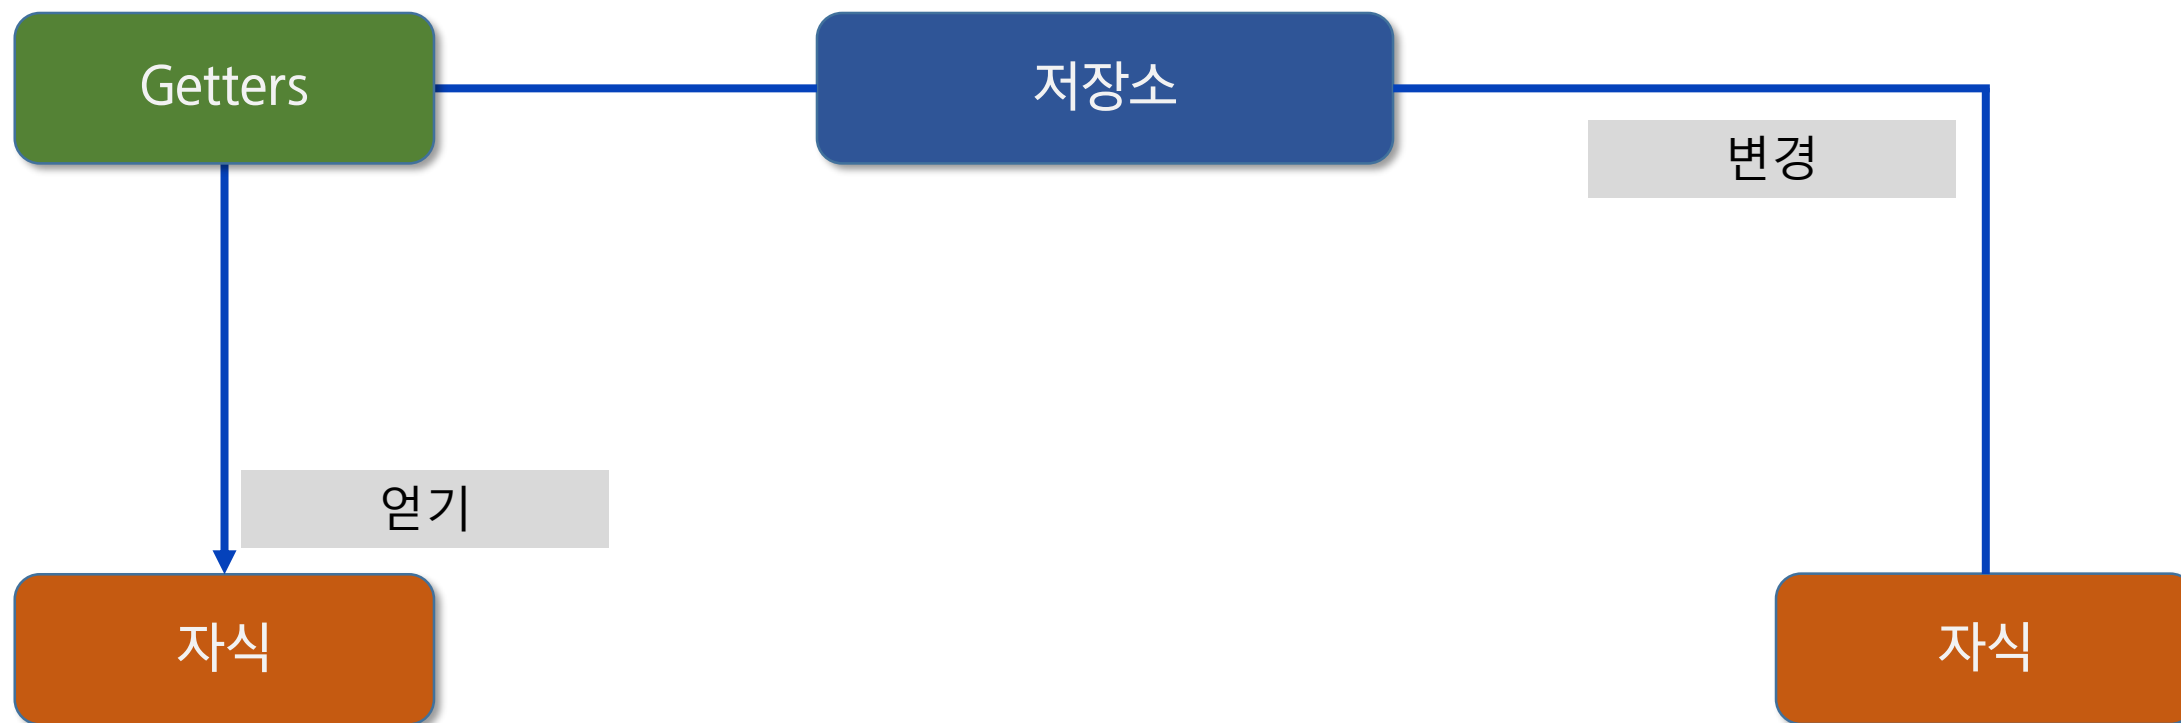 Getters
저장소
변경
얻기
자식
자식